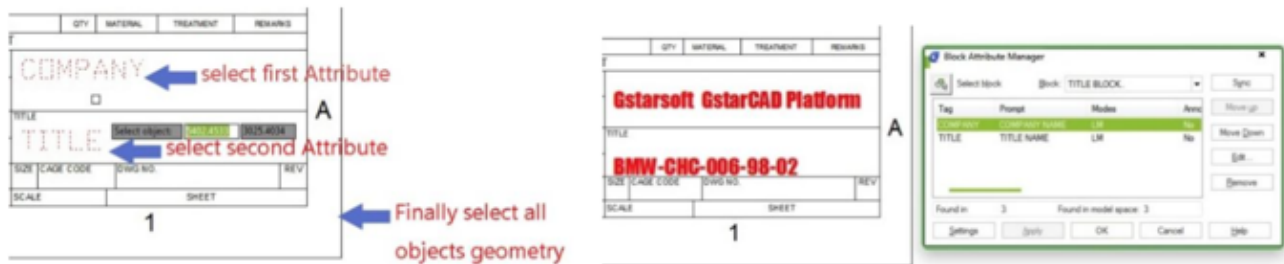 QTY MATERIAL TREATMENT REMARKS
T
COMPANY
select first Attribute
TITLE
A
TITLE
Select object: 3025.4034
select second Attribute
SIZE CAGE CODE DWG NO. REV
SCALE SHEET
1
Finally select all
objects geometry
QTY MATERIAL TREATMENT REMARKS
T
Gstarsoft GstarCAD Platform
TITLE
A
BMW-CHC-006-98-02
SIZE CAGE CODE DWG NO. REV
SCALE SHEET
1
Block Attribute Manager
Select block Block: TITLE BLOCK. Sync
Tag Prompt Modes Annc Move up
COMPANY COMPANY NAME LM No
TITLE TITLE NAME LM No Move Down
Edit...
Remove
Found in: 3 Found in model space: 3
Settings Apply OK Cancel Help